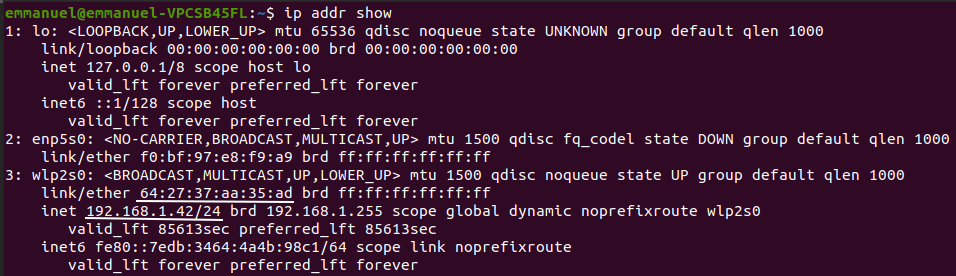 emmanuel@emmanuel-VPCSB45FL:~$ ip addr show
1: lo: <LOOPBACK,UP,LOWER_UP> mtu 65536 qdisc noqueue state UNKNOWN group default qlen 1000
    link/loopback 00:00:00:00:00:00 brd 00:00:00:00:00:00
    inet 127.0.0.1/8 scope host lo
       valid_lft forever preferred_lft forever
    inet6 ::1/128 scope host
       valid_lft forever preferred_lft forever
2: enp5s0: <NO-CARRIER,BROADCAST,MULTICAST,UP> mtu 1500 qdisc fq_codel state DOWN group default qlen 1000
    link/ether f0:bf:97:e8:f9:a9 brd ff:ff:ff:ff:ff:ff
3: wlp2s0: <BROADCAST,MULTICAST,UP,LOWER_UP> mtu 1500 qdisc noqueue state UP group default qlen 1000
    link/ether 64:27:37:aa:35:ad brd ff:ff:ff:ff:ff:ff
    inet 192.168.1.42/24 brd 192.168.1.255 scope global dynamic noprefixroute wlp2s0
       valid_lft 85613sec preferred_lft 85613sec
    inet6 fe80::7edb:3464:4a4b:98c1/64 scope link noprefixroute
       valid_lft forever preferred_lft forever